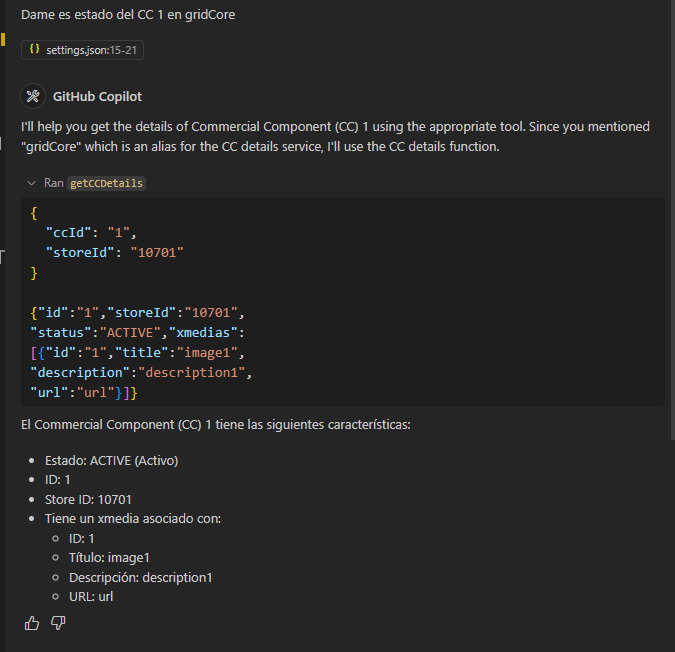 Dame es estado del CC 1 en gridCore
{} settings.json:15-21
GitHub Copilot
I'll help you get the details of Commercial Component (CC) 1 using the appropriate tool. Since you mentioned
"gridCore" which is an alias for the CC details service, I'll use the CC details function.
Ran getCCDetails
{
"ccId": "1",
"storeId": "10701"
}
{"id":"1","storeId":"10701",
"status":"ACTIVE","xmedias":
[{"id":"1","title":"image1",
"description":"description1",
"url":"url"}]}
El Commercial Component (CC) 1 tiene las siguientes características:
• Estado: ACTIVE (Activo)
• ID: 1
• Store ID: 10701
• Tiene un xmedia asociado con:
○ ID: 1
○ Título: image1
○ Descripción: description1
○ URL: url